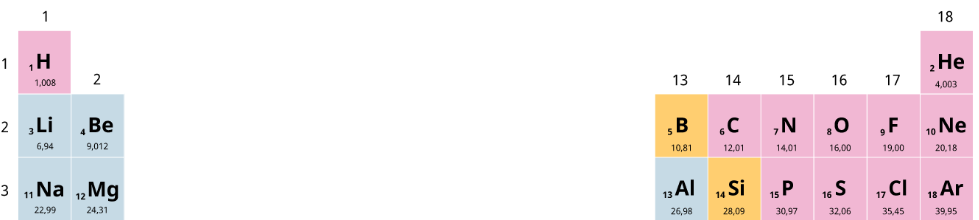 1 18
1 1 H 2 He
1,008 2 4,003
13 14 15 16 17
2 3 Li 4 Be 5 B 6 C 7 N 8 O 9 F 10 Ne
6,94 9,012 10,81 12,01 14,01 16,00 19,00 20,18
3 11 Na 12 Mg 13 Al 14 Si 15 P 16 S 17 Cl 18 Ar
22,99 24,31 26,98 28,09 30,97 32,06 35,45 39,95